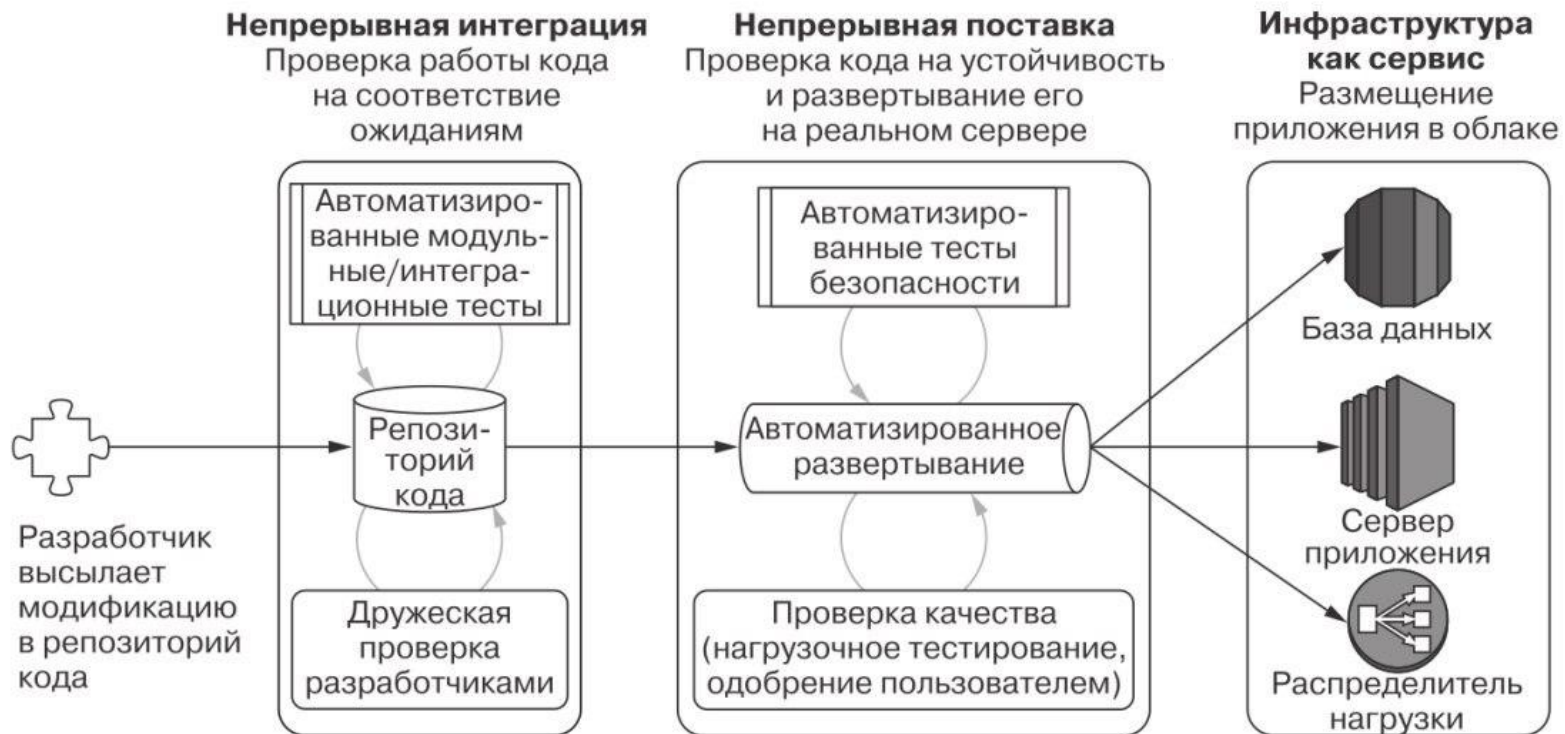 Непрерывная интеграция
Проверка работы кода
на соответствие
ожиданиям
Непрерывная поставка
Проверка кода на устойчивость
и развертывание его
на реальном сервере
Инфраструктура
как сервис
Размещение
приложения в облаке
Автоматизиро-
ванные модуль-
ные/интегра-
ционные тесты
Автоматизиро-
ванные тесты
безопасности
База данных
Разработчик
высылает
модификацию
в репозиторий
кода
Репози-
торий
кода
Автоматизированное
развертывание
Сервер
приложения
Дружеская
проверка
разработчиками
Проверка качества
(нагрузочное тестирование,
одобрение пользователем)
Распределитель
нагрузки